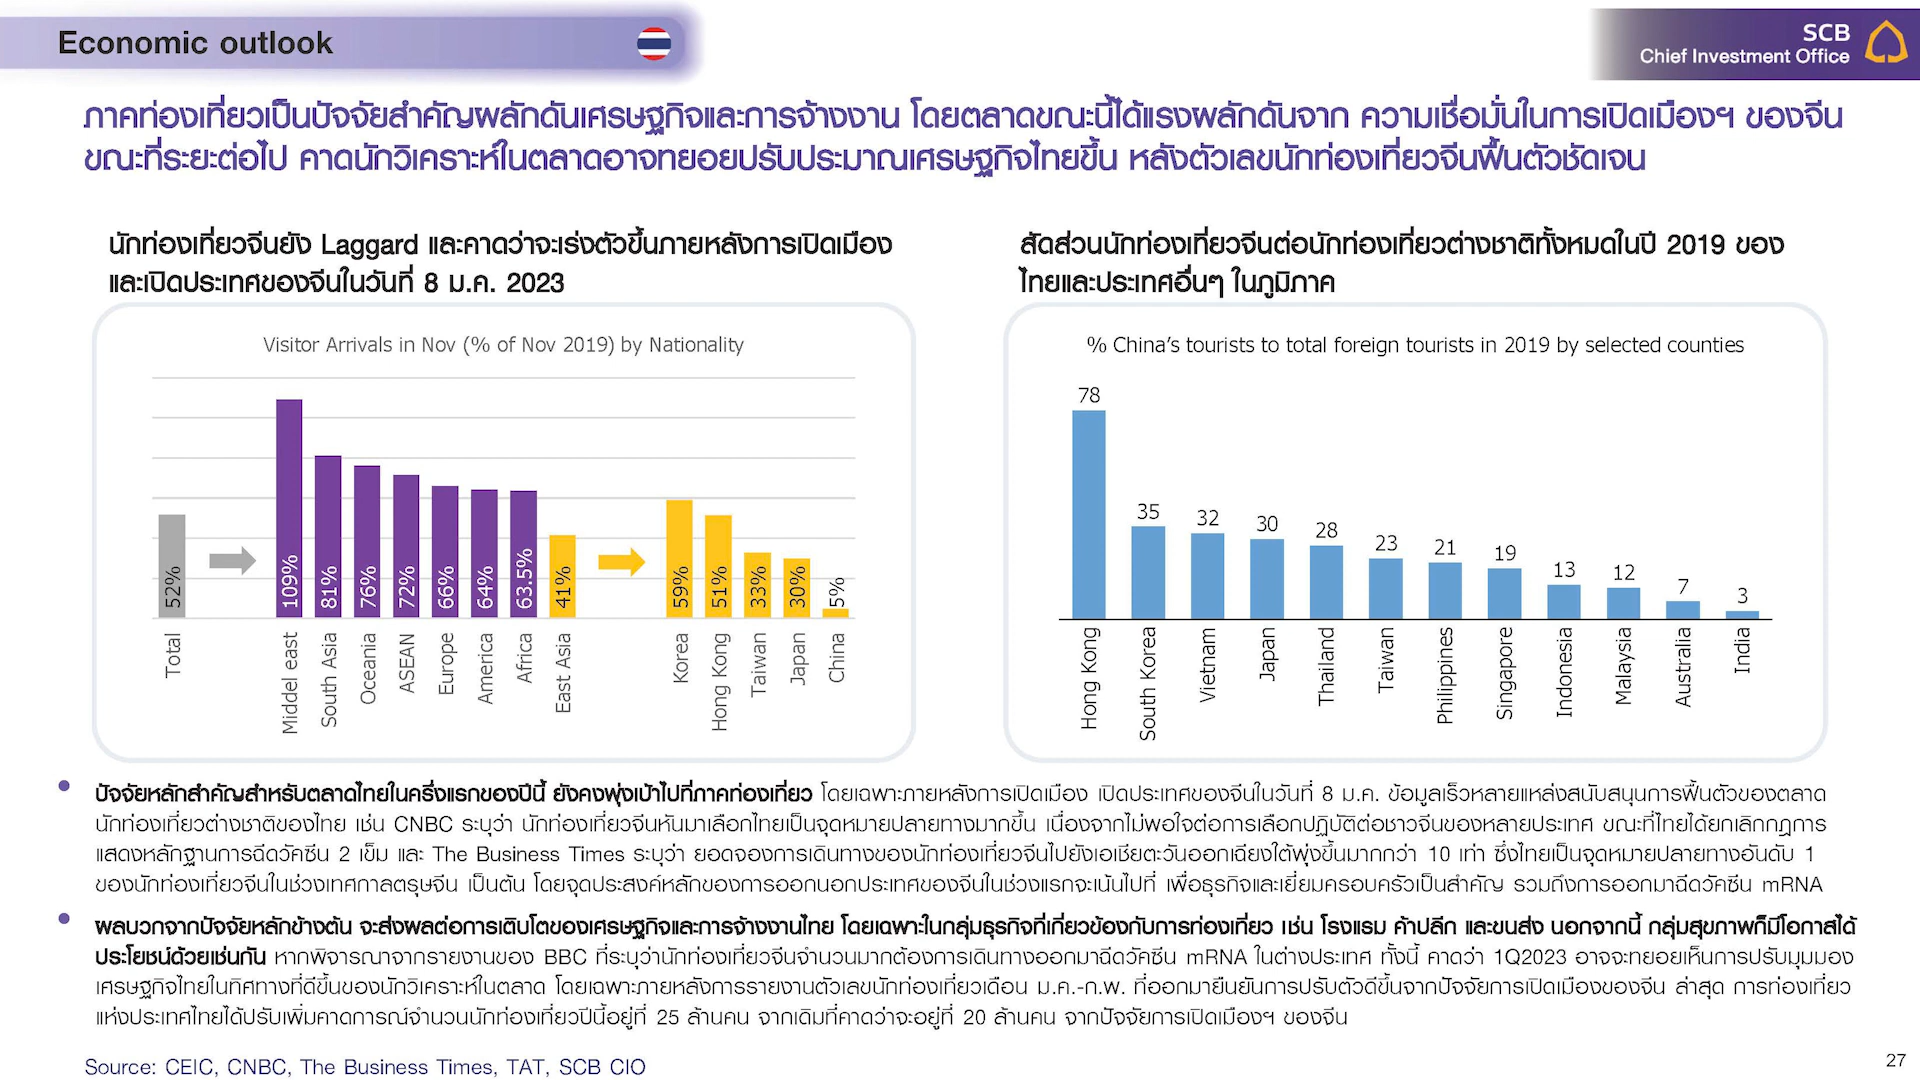 Economic outlook
SCB
Chief Investment Office
ภาคท่องเที่ยวเป็นปัจจัยสำคัญผลักดันเศรษฐกิจและการจ้างงาน โดยตลาดขณะนี้ได้แรงผลักดันจาก ความเชื่อมั่นในการเปิดเมืองฯ ของจีน
ขณะที่ระยะต่อไป คาดนักวิเคราะห์ในตลาดอาจทยอยปรับประมาณเศรษฐกิจไทยขึ้น หลังตัวเลขนักท่องเที่ยวจีนฟื้นตัวชัดเจน
นักท่องเที่ยวจีนยัง Laggard และคาดว่าจะเร่งตัวขึ้นภายหลังการเปิดเมือง
และเปิดประเทศของจีนในวันที่ 8 ม.ค. 2023
Visitor Arrivals in Nov (% of Nov 2019) by Nationality
52%
109%
81%
76%
72%
66%
64%
63.5%
41%
59%
51%
33%
30%
5%
Total
Middel east
South Asia
Oceania
ASEAN
Europe
America
Africa
East Asia
Korea
Hong Kong
Taiwan
Japan
China
สัดส่วนนักท่องเที่ยวจีนต่อนักท่องเที่ยวต่างชาติทั้งหมดในปี 2019 ของ
ไทยและประเทศอื่นๆ ในภูมิภาค
% China's tourists to total foreign tourists in 2019 by selected counties
78
35
32
30
28
23
21
19
13
12
7
3
Hong Kong
South Korea
Vietnam
Japan
Thailand
Taiwan
Philippines
Singapore
Indonesia
Malaysia
Australia
India
• ปัจจัยหลักสำคัญสำหรับตลาดไทยในครึ่งแรกของปีนี้ ยังคงพุ่งเป้าไปที่ภาคท่องเที่ยว โดยเฉพาะภายหลังการเปิดเมือง เปิดประเทศของจีนในวันที่ 8 ม.ค. ข้อมูลเร็วหลายแหล่งสนับสนุนการฟื้นตัวของตลาด
นักท่องเที่ยวต่างชาติของไทย เช่น CNBC ระบุว่า นักท่องเที่ยวจีนหันมาเลือกไทยเป็นจุดหมายปลายทางมากขึ้น เนื่องจากไม่พอใจต่อการเลือกปฏิบัติต่อชาวจีนของหลายประเทศ ขณะที่ไทยได้ยกเลิกกฎการ
แสดงหลักฐานการฉีดวัคซีน 2 เข็ม และ The Business Times ระบุว่า ยอดจองการเดินทางของนักท่องเที่ยวจีนไปยังเอเชียตะวันออกเฉียงใต้พุ่งขึ้นมากกว่า 10 เท่า ซึ่งไทยเป็นจุดหมายปลายทางอันดับ 1
ของนักท่องเที่ยวจีนในช่วงเทศกาลตรุษจีน เป็นต้น โดยจุดประสงค์หลักของการออกนอกประเทศของจีนในช่วงแรกจะเน้นไปที่ เพื่อธุรกิจและเยี่ยมครอบครัวเป็นสำคัญ รวมถึงการออกมาฉีดวัคซีน mRNA
• ผลบวกจากปัจจัยหลักข้างต้น จะส่งผลต่อการเติบโตของเศรษฐกิจและการจ้างงานไทย โดยเฉพาะในกลุ่มธุรกิจที่เกี่ยวข้องกับการท่องเที่ยว เช่น โรงแรม ค้าปลีก และขนส่ง นอกจากนี้ กลุ่มสุขภาพก็มีโอกาสได้
ประโยชน์ด้วยเช่นกัน หากพิจารณาจากรายงานของ BBC ที่ระบุว่านักท่องเที่ยวจีนจำนวนมากต้องการเดินทางออกมาฉีดวัคซีน mRNA ในต่างประเทศ ทั้งนี้ คาดว่า 1Q2023 อาจจะทยอยเห็นการปรับมุมมอง
เศรษฐกิจไทยในทิศทางที่ดีขึ้นของนักวิเคราะห์ในตลาด โดยเฉพาะภายหลังการรายงานตัวเลขนักท่องเที่ยวเดือน ม.ค.-ก.พ. ที่ออกมายืนยันการปรับตัวดีขึ้นจากปัจจัยการเปิดเมืองของจีน ล่าสุด การท่องเที่ยว
แห่งประเทศไทยได้ปรับเพิ่มคาดการณ์จำนวนนักท่องเที่ยวปีนี้อยู่ที่ 25 ล้านคน จากเดิมที่คาดว่าจะอยู่ที่ 20 ล้านคน จากปัจจัยการเปิดเมืองฯ ของจีน
Source: CEIC, CNBC, The Business Times, TAT, SCB CIO
27